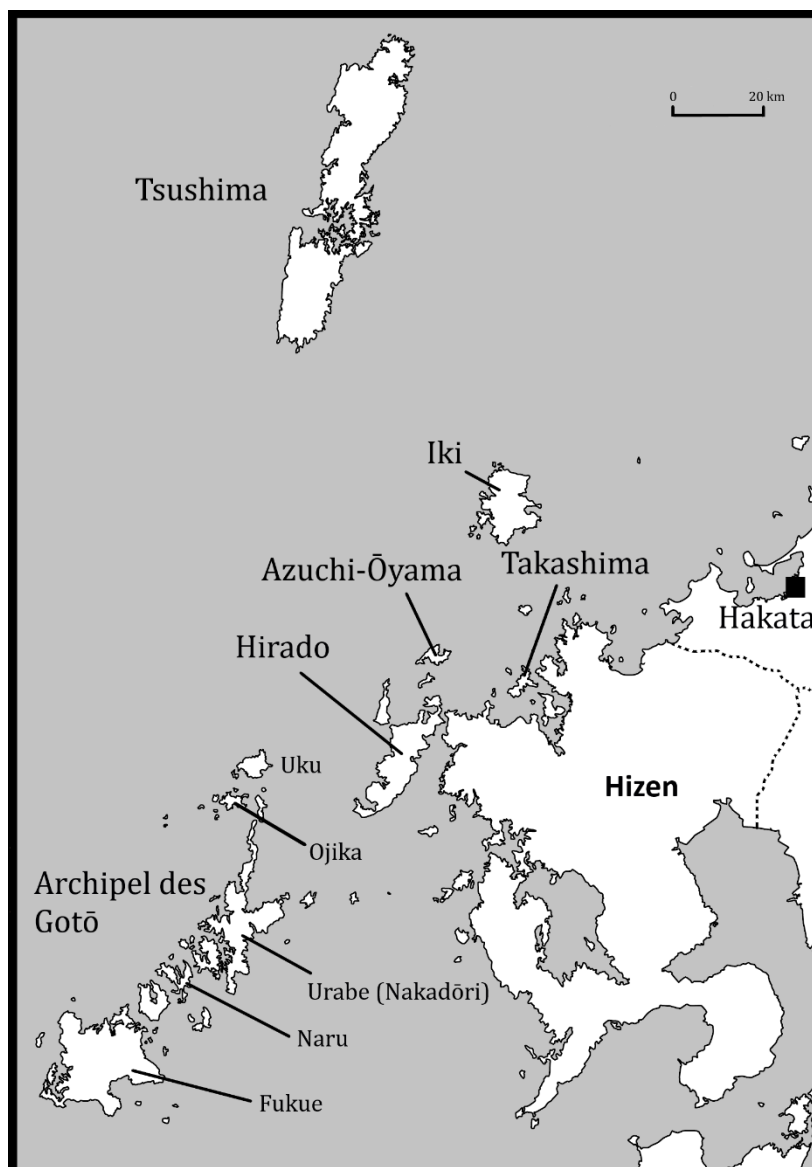 0 20 km
Tsushima
Iki
Azuchi-Ōyama
Takashima
Hakata
Hirado
Uku
Hizen
Ojika
Archipel des
Gotō
Urabe (Nakadōri)
Naru
Fukue